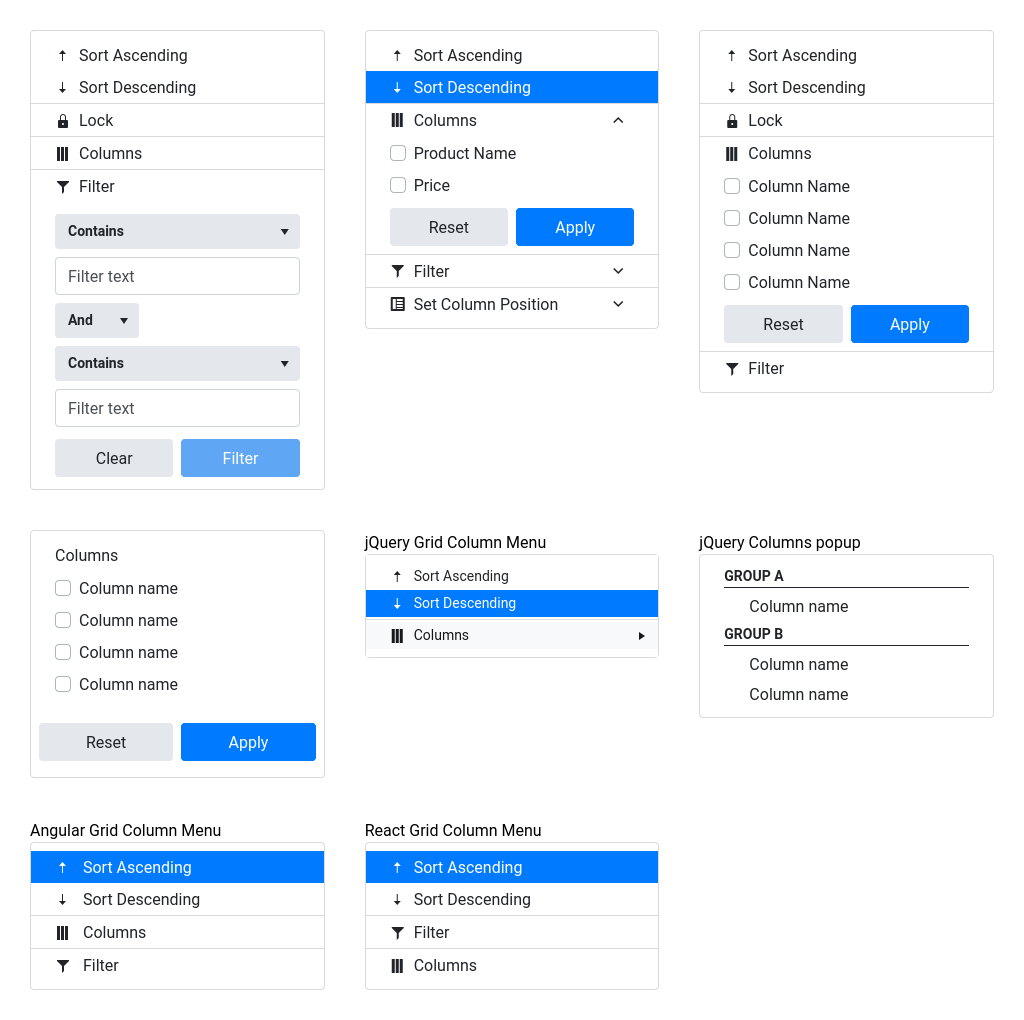 Sort Ascending
Sort Descending
Lock
Columns
Filter
Contains
Filter text
And
Contains
Filter text
Clear
Filter
Sort Ascending
Sort Descending
Columns
Product Name
Price
Reset
Apply
Filter
Set Column Position
Sort Ascending
Sort Descending
Lock
Columns
Column Name
Column Name
Column Name
Column Name
Reset
Apply
Filter
Columns
Column name
Column name
Column name
Column name
Reset
Apply
jQuery Grid Column Menu
Sort Ascending
Sort Descending
Columns
jQuery Columns popup
GROUP A
Column name
GROUP B
Column name
Column name
Angular Grid Column Menu
Sort Ascending
Sort Descending
Columns
Filter
React Grid Column Menu
Sort Ascending
Sort Descending
Filter
Columns